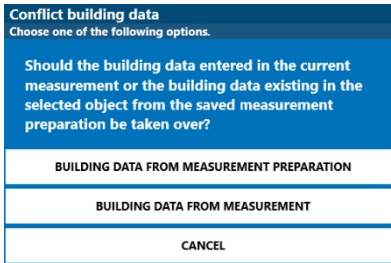 Conflict building data
Choose one of the following options.
Should the building data entered in the current
measurement or the building data existing in the
selected object from the saved measurement
preparation be taken over?
BUILDING DATA FROM MEASUREMENT PREPARATION
BUILDING DATA FROM MEASUREMENT
CANCEL